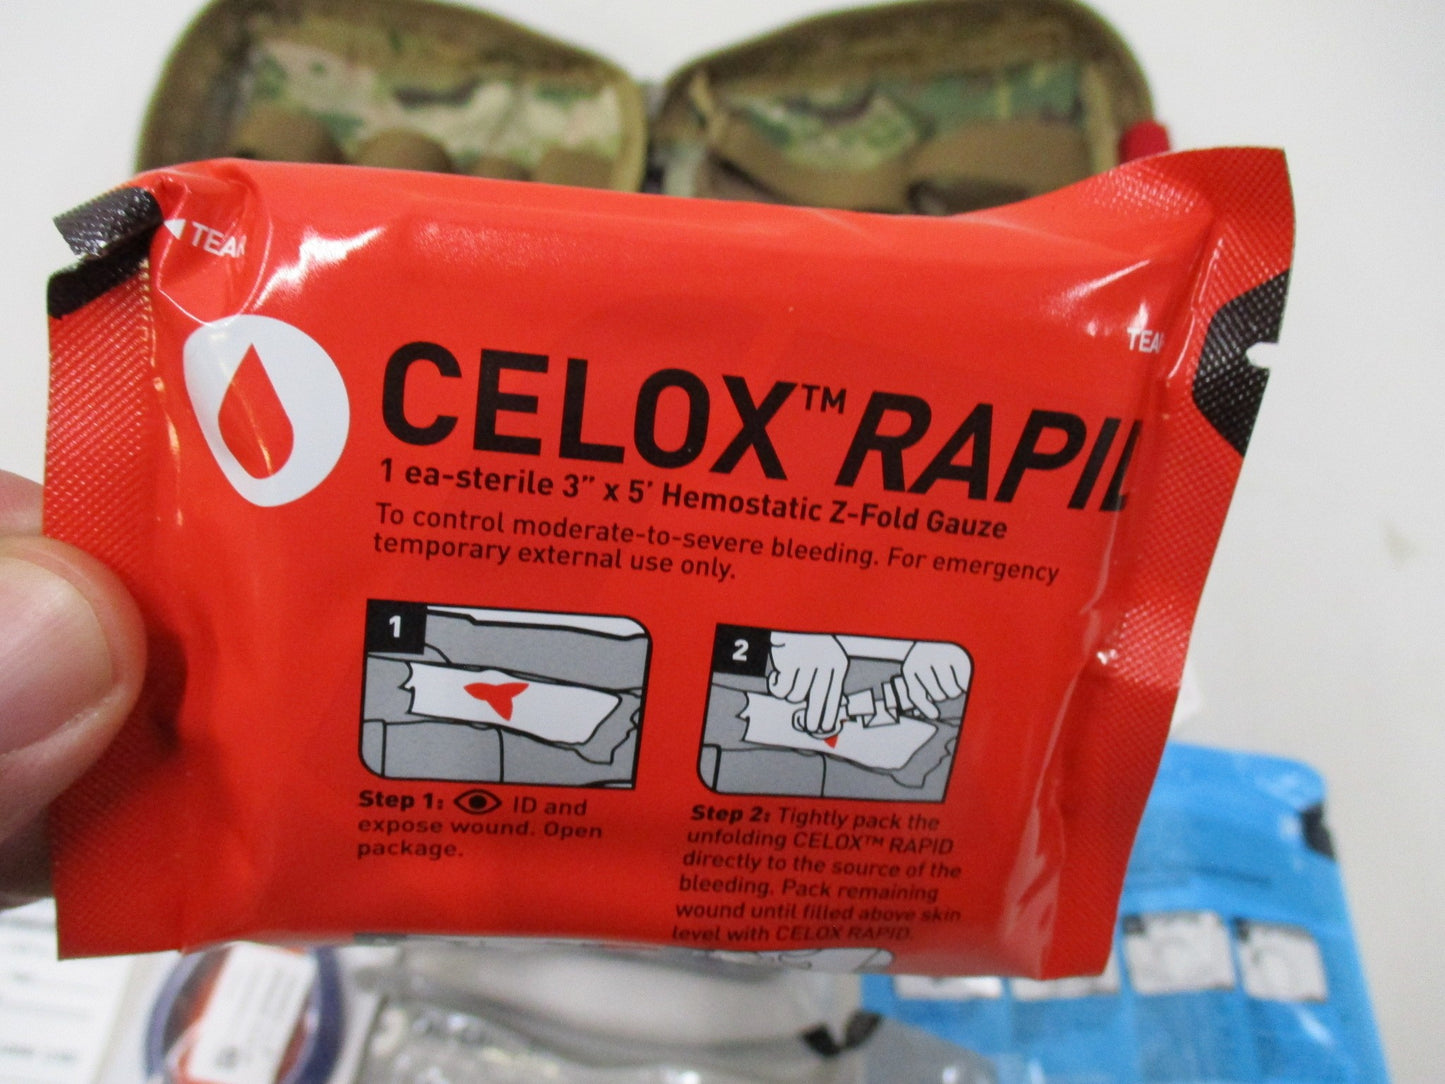 TEA
TEA
CELOX™ RAPID
1 ea-sterile 3" x 5' Hemostatic Z-Fold Gauze
To control moderate-to-severe bleeding. For emergency
temporary external use only.
1
2
Step 1: ID and
expose wound. Open
package.
Step 2: Tightly pack the
unfolding CELOX™ RAPID
directly to the source of the
bleeding. Pack remaining
wound until filled above skin
level with CELOX RAPID.